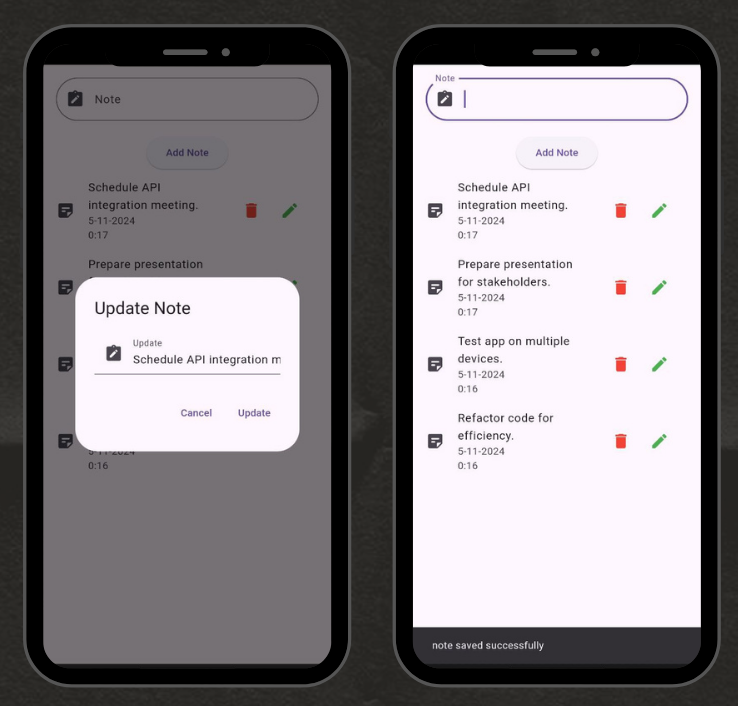 Note
Add Note
Schedule API
integration meeting.
5-11-2024
0:17
Prepare presentation
Update Note
Update
Schedule API integration m
Cancel
Update
5-11-2024
0:16
Note
Add Note
Schedule API
integration meeting.
5-11-2024
0:17
Prepare presentation
for stakeholders.
5-11-2024
0:17
Test app on multiple
devices.
5-11-2024
0:16
Refactor code for
efficiency.
5-11-2024
0:16
note saved successfully